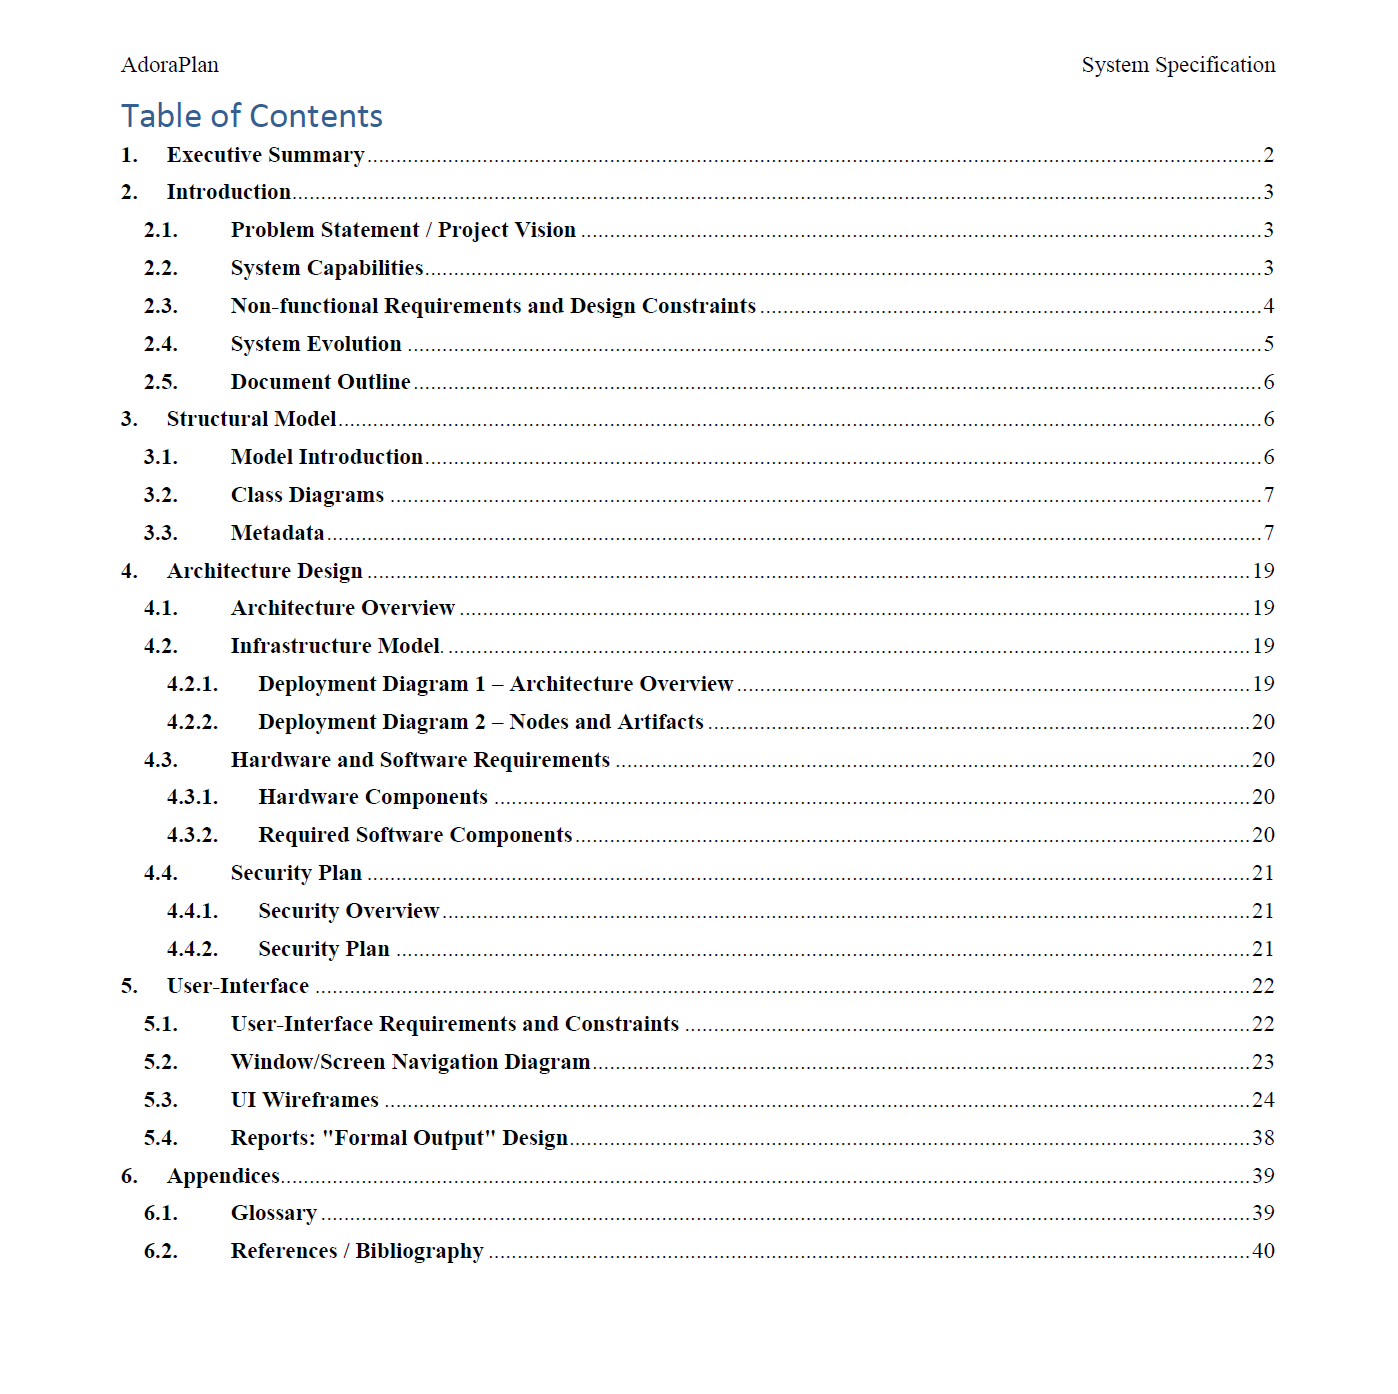 AdoraPlan System Specification
Table of Contents
1. Executive Summary ........ 2
2. Introduction ........ 3
2.1. Problem Statement / Project Vision ........ 3
2.2. System Capabilities ........ 3
2.3. Non-functional Requirements and Design Constraints ........ 4
2.4. System Evolution ........ 5
2.5. Document Outline ........ 6
3. Structural Model ........ 6
3.1. Model Introduction ........ 6
3.2. Class Diagrams ........ 7
3.3. Metadata ........ 7
4. Architecture Design ........ 19
4.1. Architecture Overview ........ 19
4.2. Infrastructure Model. ........ 19
4.2.1. Deployment Diagram 1 – Architecture Overview ........ 19
4.2.2. Deployment Diagram 2 – Nodes and Artifacts ........ 20
4.3. Hardware and Software Requirements ........ 20
4.3.1. Hardware Components ........ 20
4.3.2. Required Software Components ........ 20
4.4. Security Plan ........ 21
4.4.1. Security Overview ........ 21
4.4.2. Security Plan ........ 21
5. User-Interface ........ 22
5.1. User-Interface Requirements and Constraints ........ 22
5.2. Window/Screen Navigation Diagram ........ 23
5.3. UI Wireframes ........ 24
5.4. Reports: "Formal Output" Design ........ 38
6. Appendices ........ 39
6.1. Glossary ........ 39
6.2. References / Bibliography ........ 40